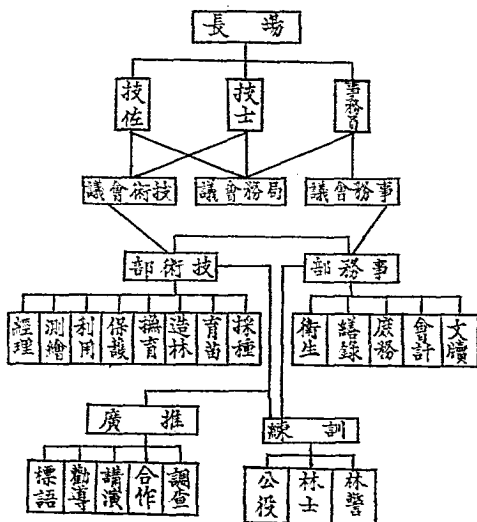 場長
事務員
技士
技佐
事務會議
局務會議
技術會議
事務部
技術部
文牘
會計
庶務
繕錄
衛生
採種
育苗
造林
撫育
保護
利用
測繪
經理
訓練
推廣
林警
林士
公役
調查
合作
講演
勸導
標語